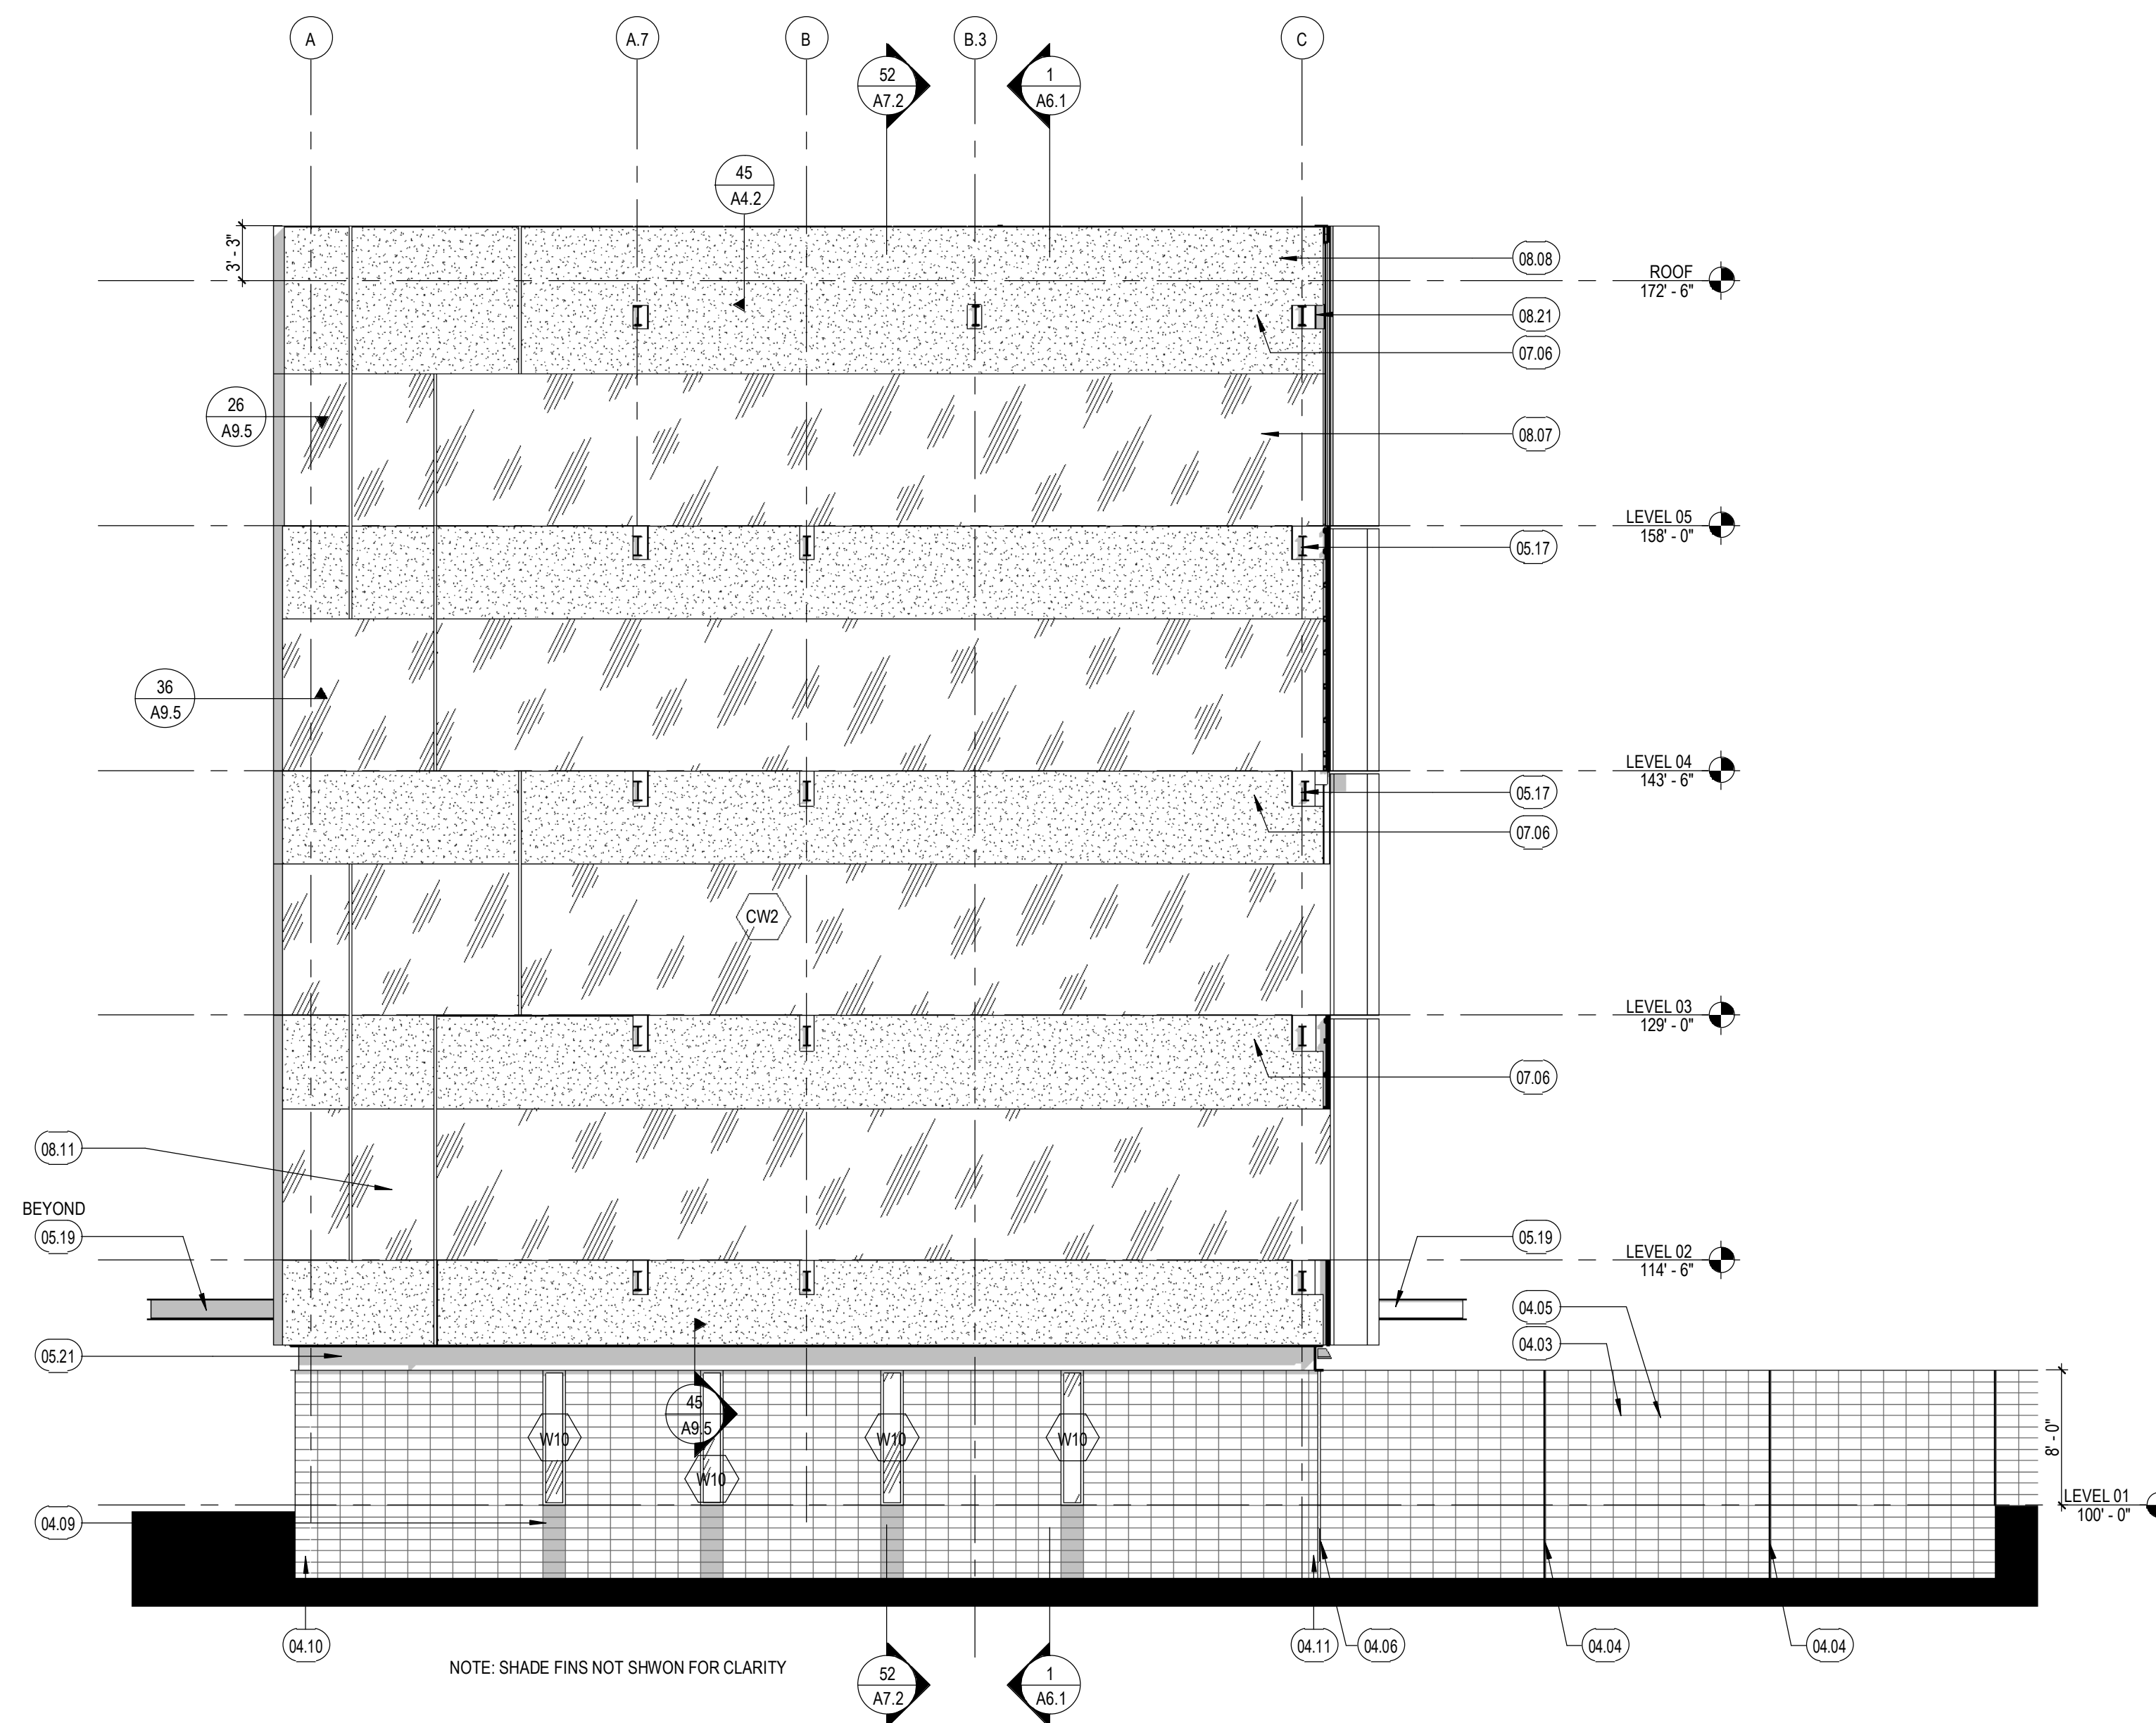 A
A.7
B
B.3
C
52
A7.2
1
A6.1
45
A4.2
3' - 3"
08.08
ROOF
172' - 6"
08.21
07.06
26
A9.5
08.07
LEVEL 05
158' - 0"
05.17
36
A9.5
LEVEL 04
143' - 6"
05.17
07.06
CW2
LEVEL 03
129' - 0"
07.06
08.11
BEYOND
05.19
05.19
LEVEL 02
114' - 6"
04.05
04.03
05.21
45
A9.5
W10
W10
W10
W10
8' - 0"
LEVEL 01
100' - 0"
04.09
04.10
04.11
04.06
04.04
04.04
NOTE: SHADE FINS NOT SHWON FOR CLARITY
52
A7.2
1
A6.1